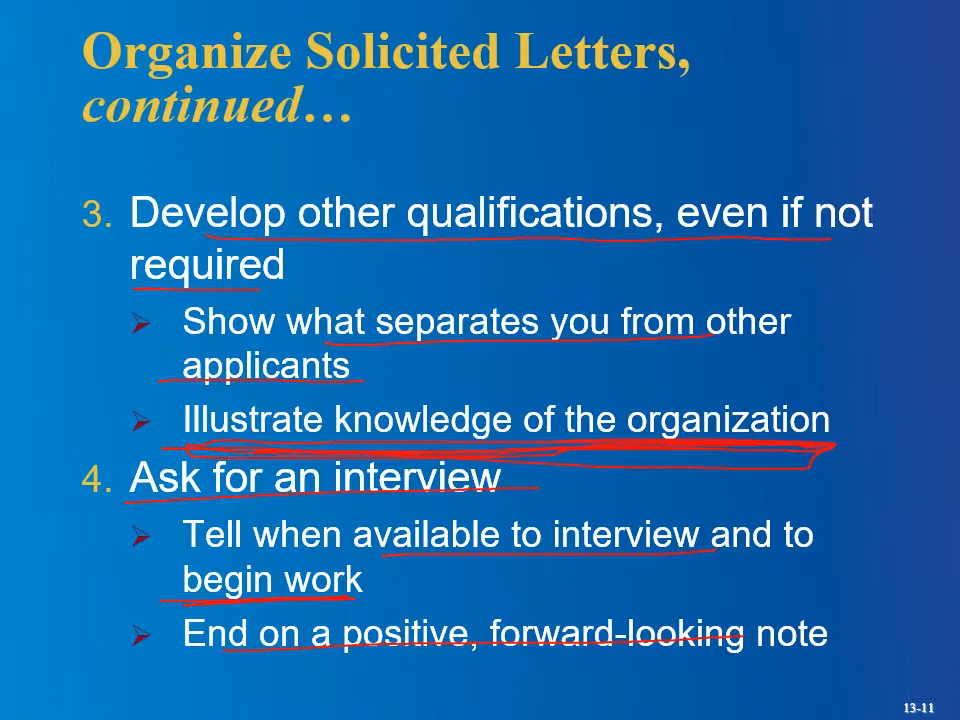 Organize Solicited Letters,
continued…
3. Develop other qualifications, even if not
required
Show what separates you from other
applicants
Illustrate knowledge of the organization
4. Ask for an interview
Tell when available to interview and to
begin work
End on a positive, forward-looking note
13-11